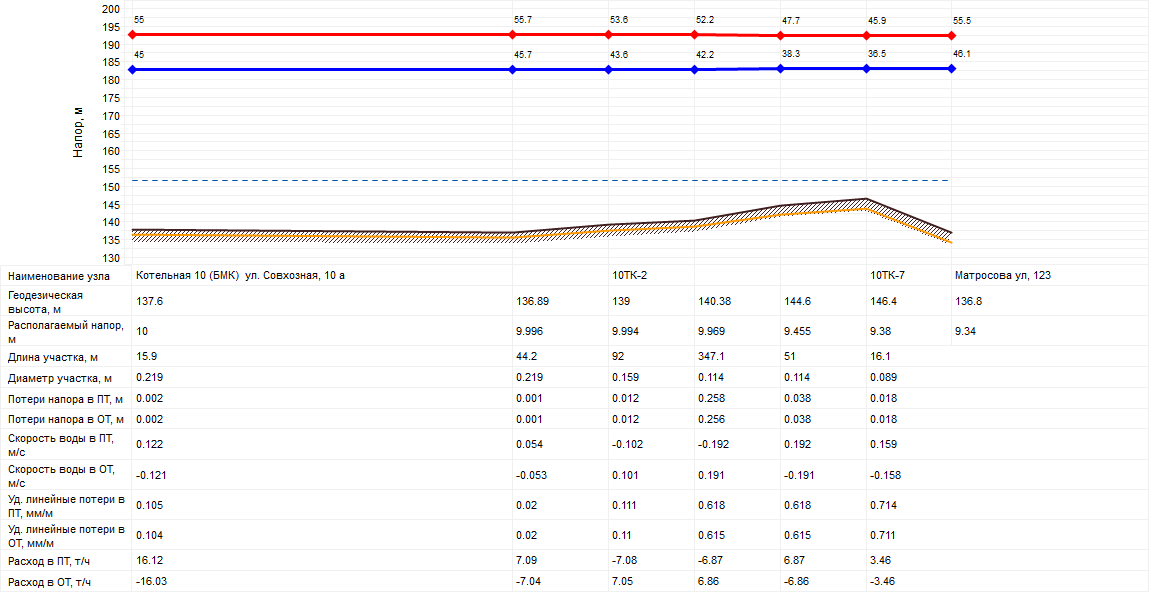 200
195
190
185
180
175
170
165
160
155
150
145
140
135
130
Напор, м
55 55.7 53.6 52.2 47.7 45.9 55.5
45 45.7 43.6 42.2 38.3 36.5 46.1
Наименование узла Котельная 10 (БМК) ул. Совхозная, 10 а 10ТК-2 10ТК-7 Матросова ул, 123
Геодезическая
высота, м 137.6 136.89 139 140.38 144.6 146.4 136.8
Располагаемый напор,
м 10 9.996 9.994 9.969 9.455 9.38 9.34
Длина участка, м 15.9 44.2 92 347.1 51 16.1
Диаметр участка, м 0.219 0.219 0.159 0.114 0.114 0.089
Потери напора в ПТ, м 0.002 0.001 0.012 0.258 0.038 0.018
Потери напора в ОТ, м 0.002 0.001 0.012 0.256 0.038 0.018
Скорость воды в ПТ,
м/с 0.122 0.054 -0.102 -0.192 0.192 0.159
Скорость воды в ОТ,
м/с -0.121 -0.053 0.101 0.191 -0.191 -0.158
Уд. линейные потери в
ПТ, мм/м 0.105 0.02 0.111 0.618 0.618 0.714
Уд. линейные потери в
ОТ, мм/м 0.104 0.02 0.11 0.615 0.615 0.711
Расход в ПТ, т/ч 16.12 7.09 -7.08 -6.87 6.87 3.46
Расход в ОТ, т/ч -16.03 -7.04 7.05 6.86 -6.86 -3.46